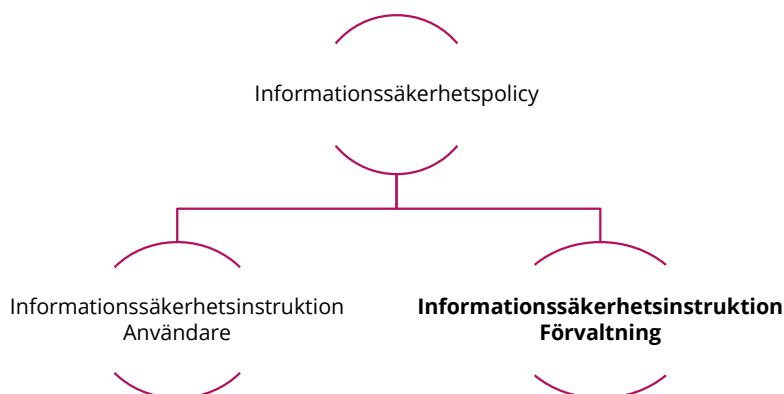 Informationssäkerhetspolicy
Informationssäkerhetsinstruktion
Användare
Informationssäkerhetsinstruktion
Förvaltning